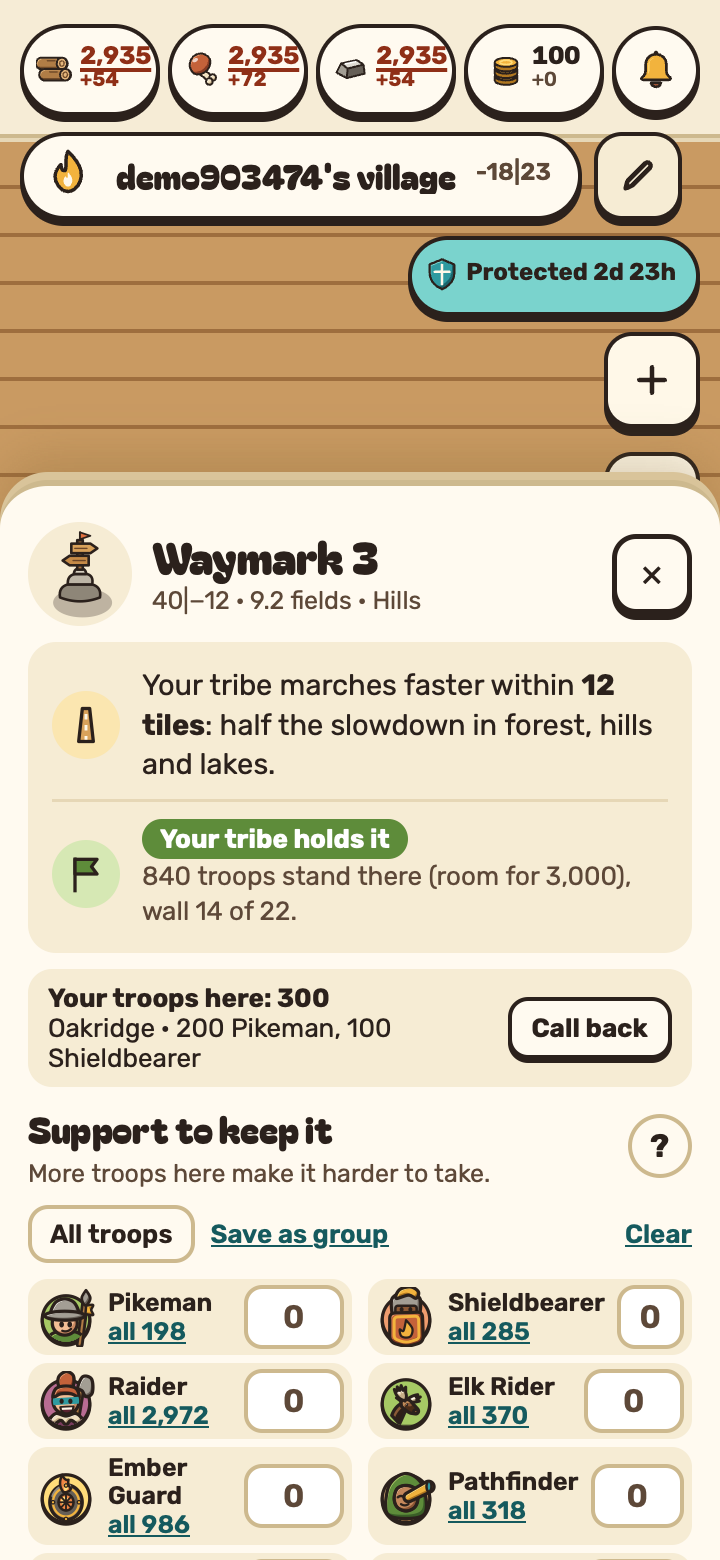 2,935
+54
2,935
+72
2,935
+54
100
+0
demo903474's village -18|23
Protected 2d 23h
+
Waymark 3
40|−12 • 9.2 fields • Hills
×
Your tribe marches faster within 12
tiles: half the slowdown in forest, hills
and lakes.
Your tribe holds it
840 troops stand there (room for 3,000),
wall 14 of 22.
Your troops here: 300
Oakridge • 200 Pikeman, 100
Shieldbearer
Call back
Support to keep it
?
More troops here make it harder to take.
All troops Save as group Clear
Pikeman
all 198
0
Shieldbearer
all 285
0
Raider
all 2,972
0
Elk Rider
all 370
0
Ember
Guard
all 986
0
Pathfinder
all 318
0